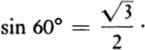 sin 60° = √3/2 ·